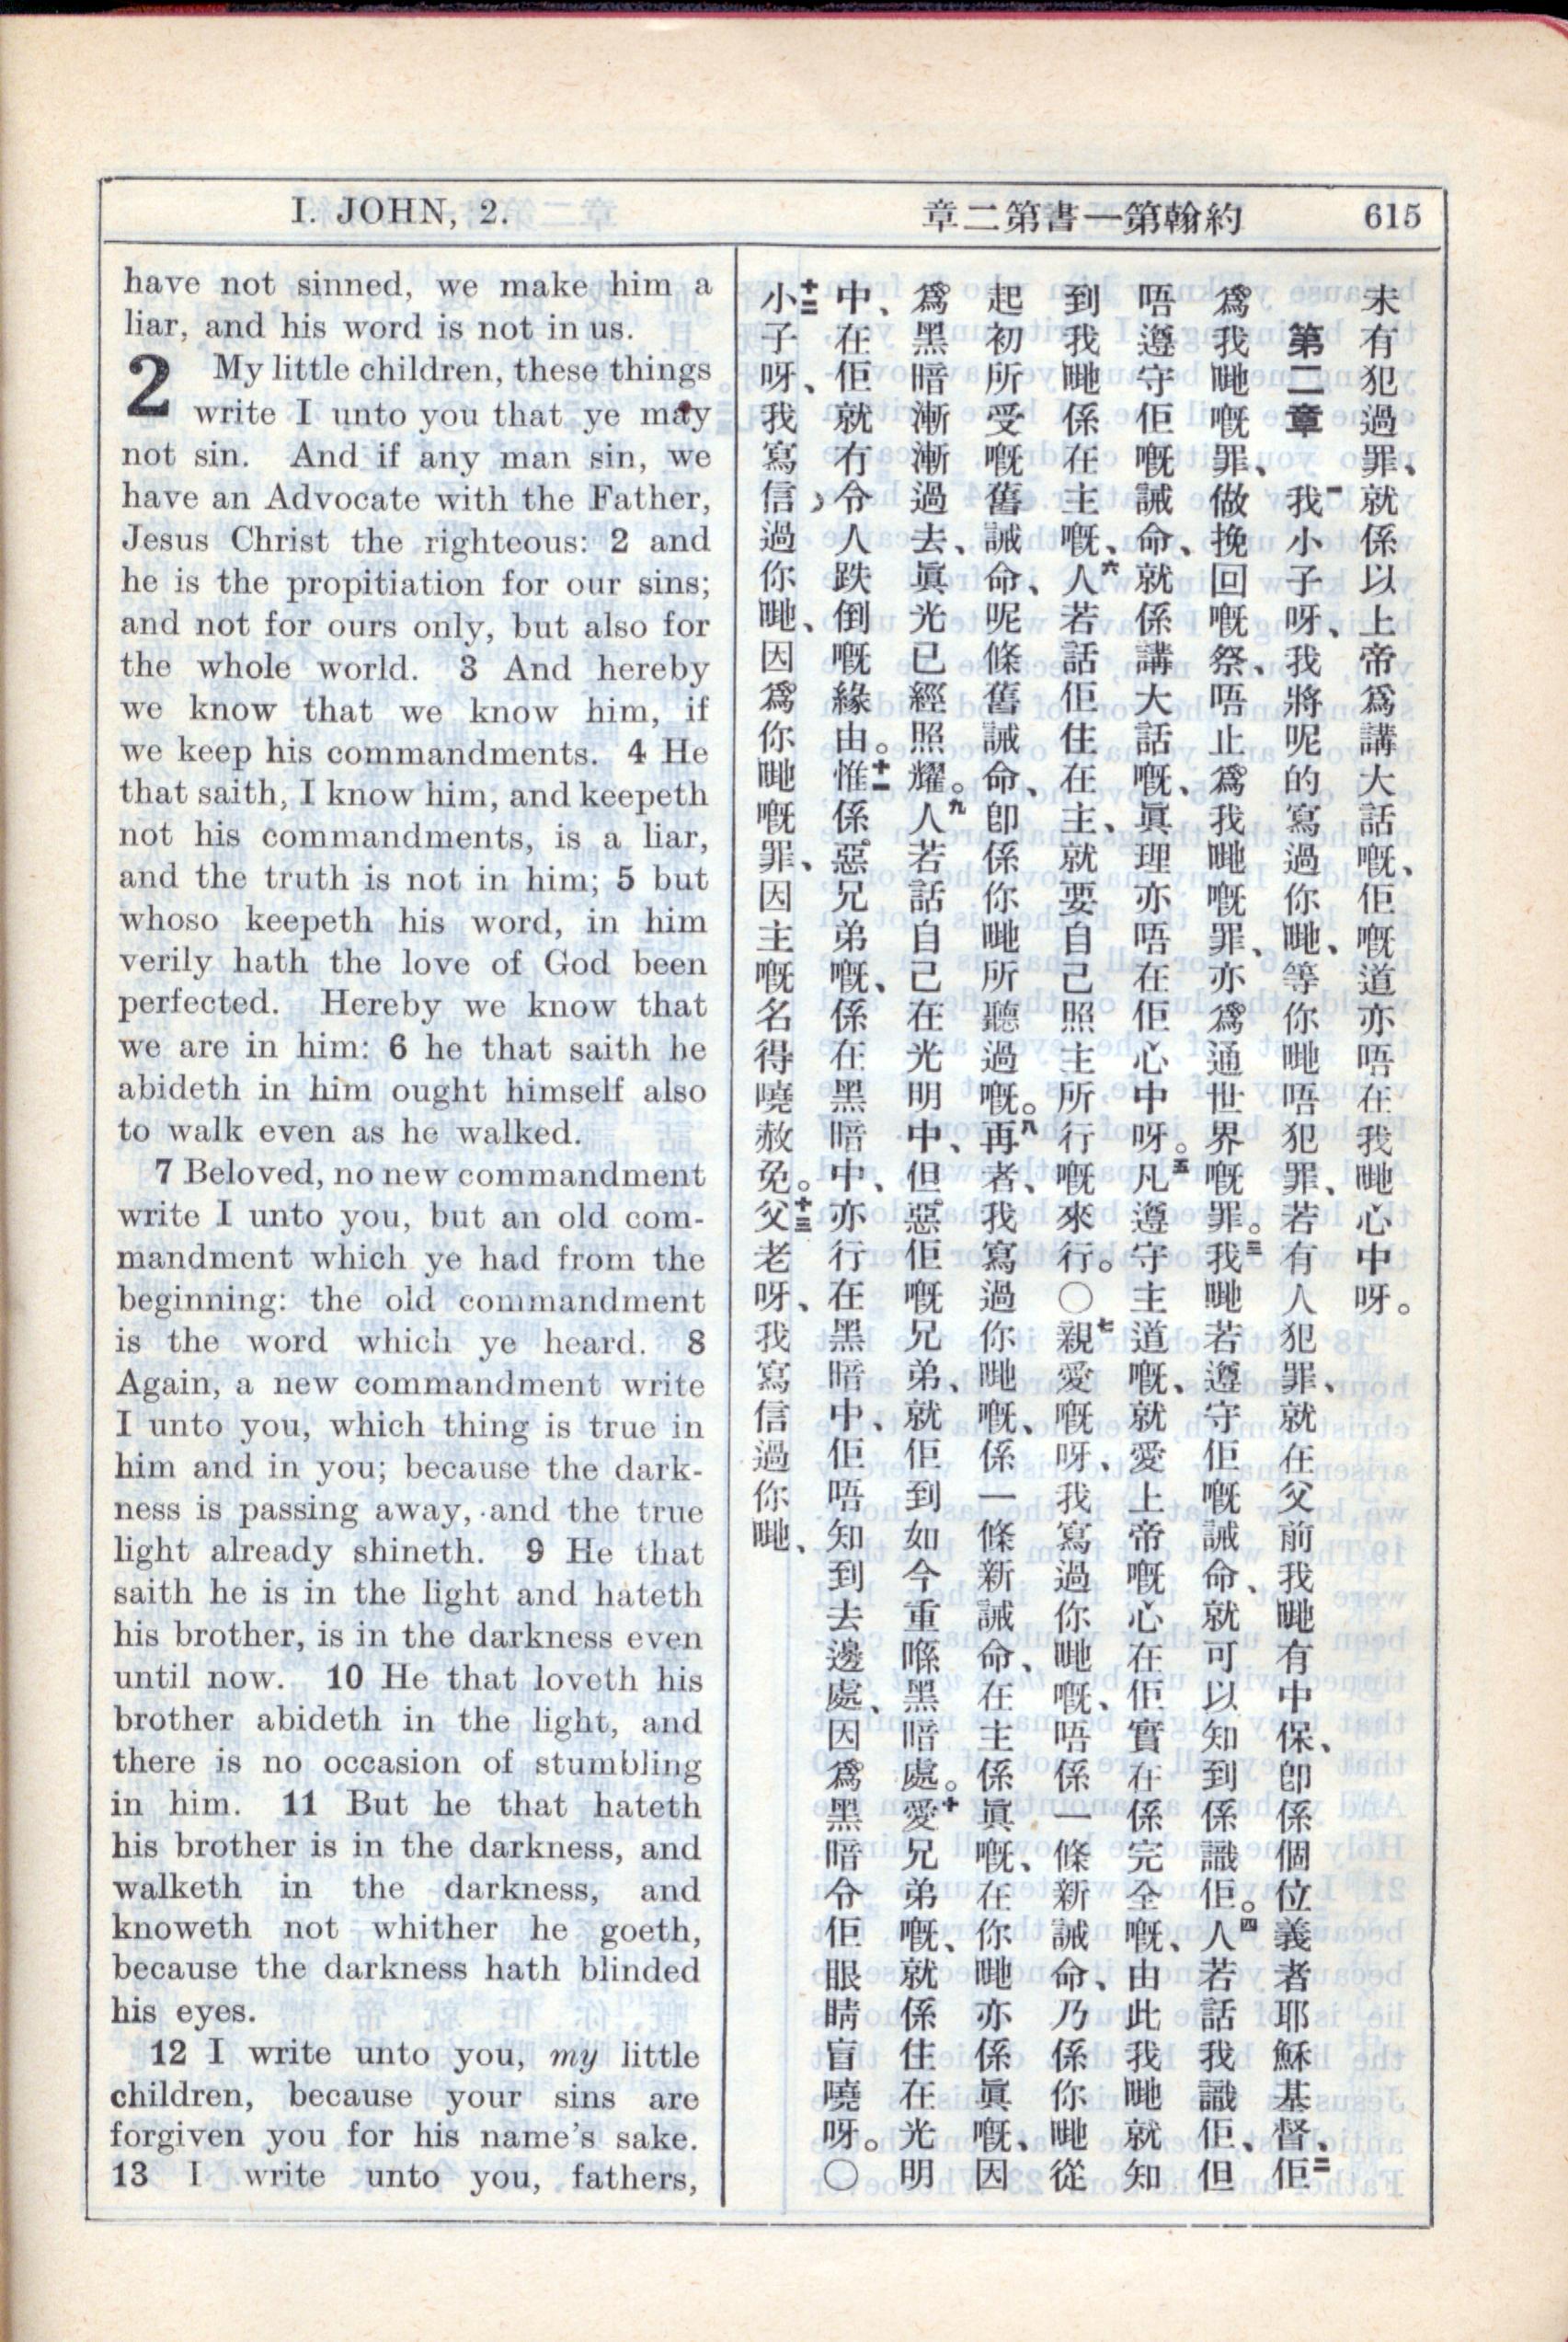 I. JOHN, 2.
章二第書一第翰約
615
have not sinned, we make him a
liar, and his word is not in us.
2 My little children, these things
write I unto you that ye may
not sin. And if any man sin, we
have an Advocate with the Father,
Jesus Christ the righteous: 2 and
he is the propitiation for our sins;
and not for ours only, but also for
the whole world. 3 And hereby
we know that we know him, if
we keep his commandments. 4 He
that saith, I know him, and keepeth
not his commandments, is a liar,
and the truth is not in him; 5 but
whoso keepeth his word, in him
verily hath the love of God been
perfected. Hereby we know that
we are in him: 6 he that saith he
abideth in him ought himself also
to walk even as he walked.
7 Beloved, no new commandment
write I unto you, but an old com-
mandment which ye had from the
beginning: the old commandment
is the word which ye heard. 8
Again, a new commandment write
I unto you, which thing is true in
him and in you; because the dark-
ness is passing away, and the true
light already shineth. 9 He that
saith he is in the light and hateth
his brother, is in the darkness even
until now. 10 He that loveth his
brother abideth in the light, and
there is no occasion of stumbling
in him. 11 But he that hateth
his brother is in the darkness, and
walketh in the darkness, and
knoweth not whither he goeth,
because the darkness hath blinded
his eyes.
12 I write unto you, my little
children, because your sins are
forgiven you for his name's sake.
13 I write unto you, fathers,
未有犯過罪、就係以上帝爲講大話嘅、佢嘅道亦唔在我哋心中呀。
第二章 一我小子呀、我將呢的寫過你哋、等你哋唔犯罪、若有人犯罪、就在父前我哋有中保、卽係個位義者耶穌基督、二佢
爲我哋嘅罪、做挽回嘅祭、唔止爲我哋嘅罪、亦爲通世界嘅罪。三我哋若遵守佢嘅誡命、就可以知到係識佢。四人若話我識佢、但
唔遵守佢嘅誡命、就係講大話嘅、眞理亦唔在佢心中呀。五凡遵守主道嘅、就愛上帝嘅心在佢實在係完全嘅、由此我哋就知
到我哋係在主嘅、六人若話佢住在主、就要自己照主所行嘅來行。〇七親愛嘅呀、我寫過你哋嘅、唔係一條新誡命、乃係你哋從
起初所受嘅舊誡命、呢條舊誡命、卽係你哋所聽過嘅。八再者、我寫過你哋嘅、係一條新誡命、在主係眞嘅、在你哋亦係眞嘅、因
爲黑暗漸漸過去、眞光已經照耀。九人若話自己在光明中、但惡佢嘅兄弟、就佢到如今重喺黑暗處。十愛兄弟嘅、就係住在光明
中、在佢就冇令人跌倒嘅緣由。十一惟係惡兄弟嘅、係在黑暗中、亦行在黑暗中、佢唔知到去邊處、因爲黑暗令佢眼睛盲嘵呀。〇
十二小子呀、我寫信過你哋、因爲你哋嘅罪、因主嘅名得嘵赦免。十三父老呀、我寫信過你哋、